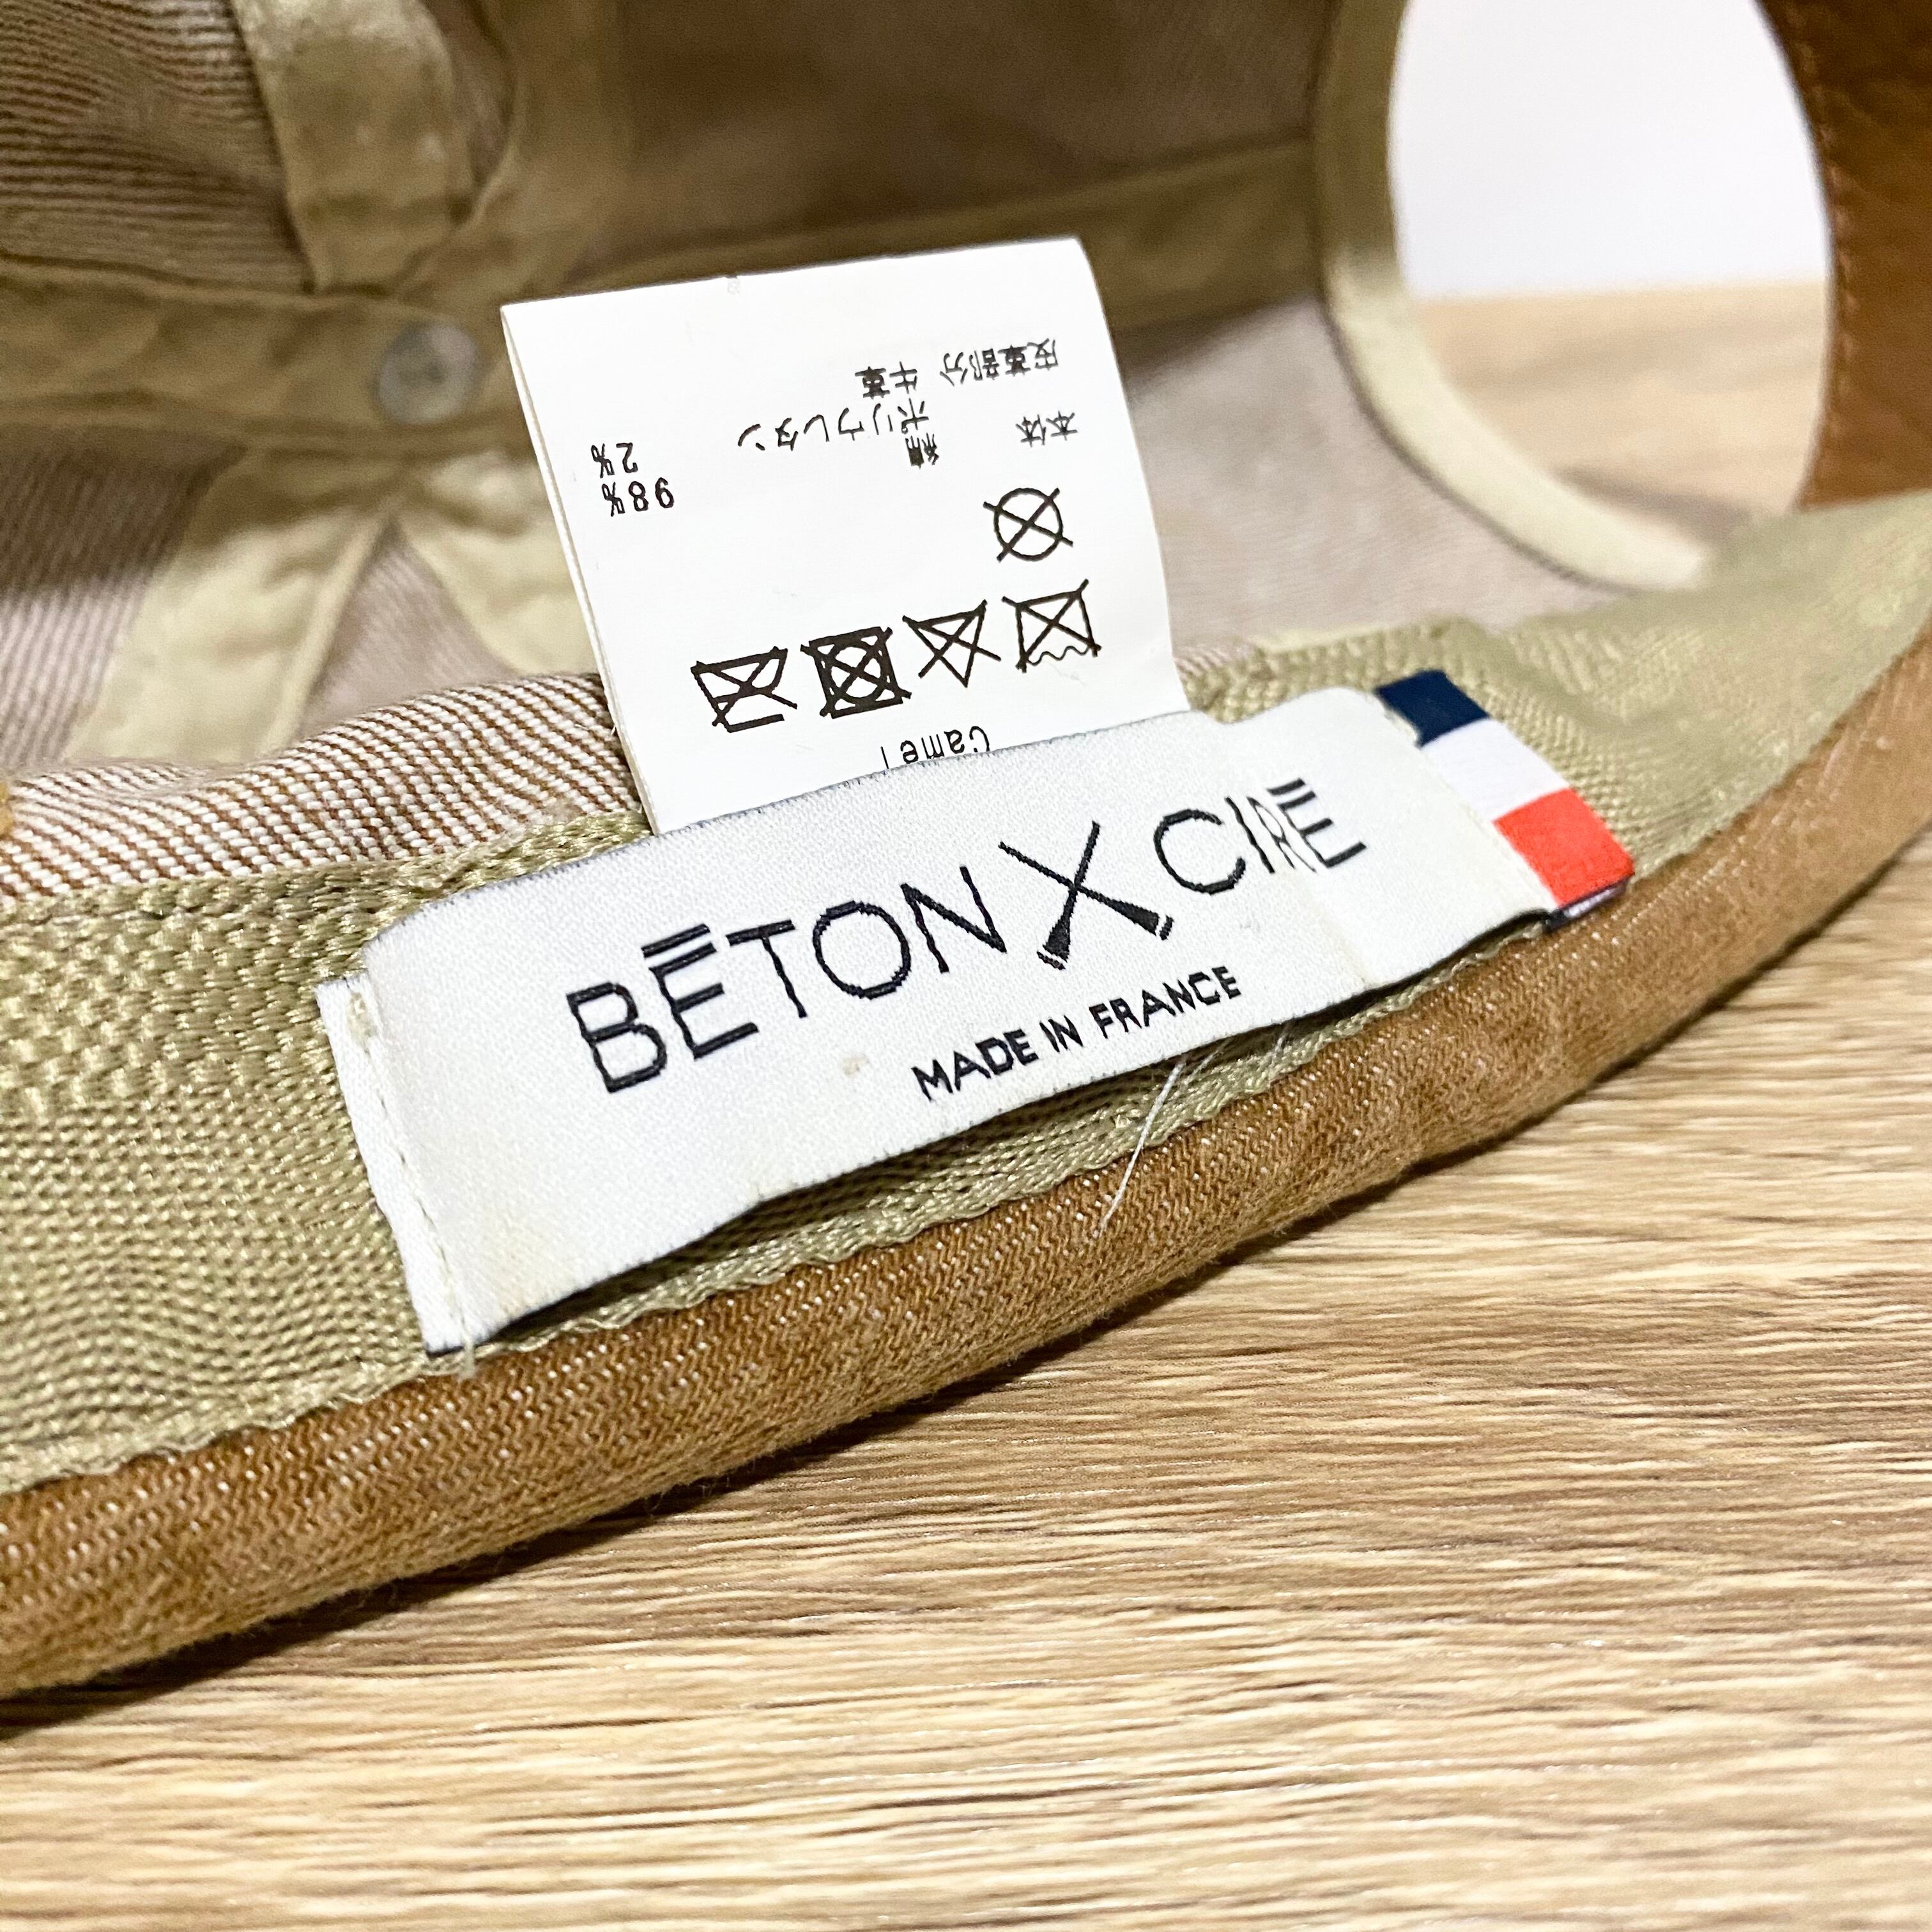 BĒTON X CIRE
MADE IN FRANCE
Camel
本体 綿 98%
ポリウレタン 2%
皮革部分 牛革